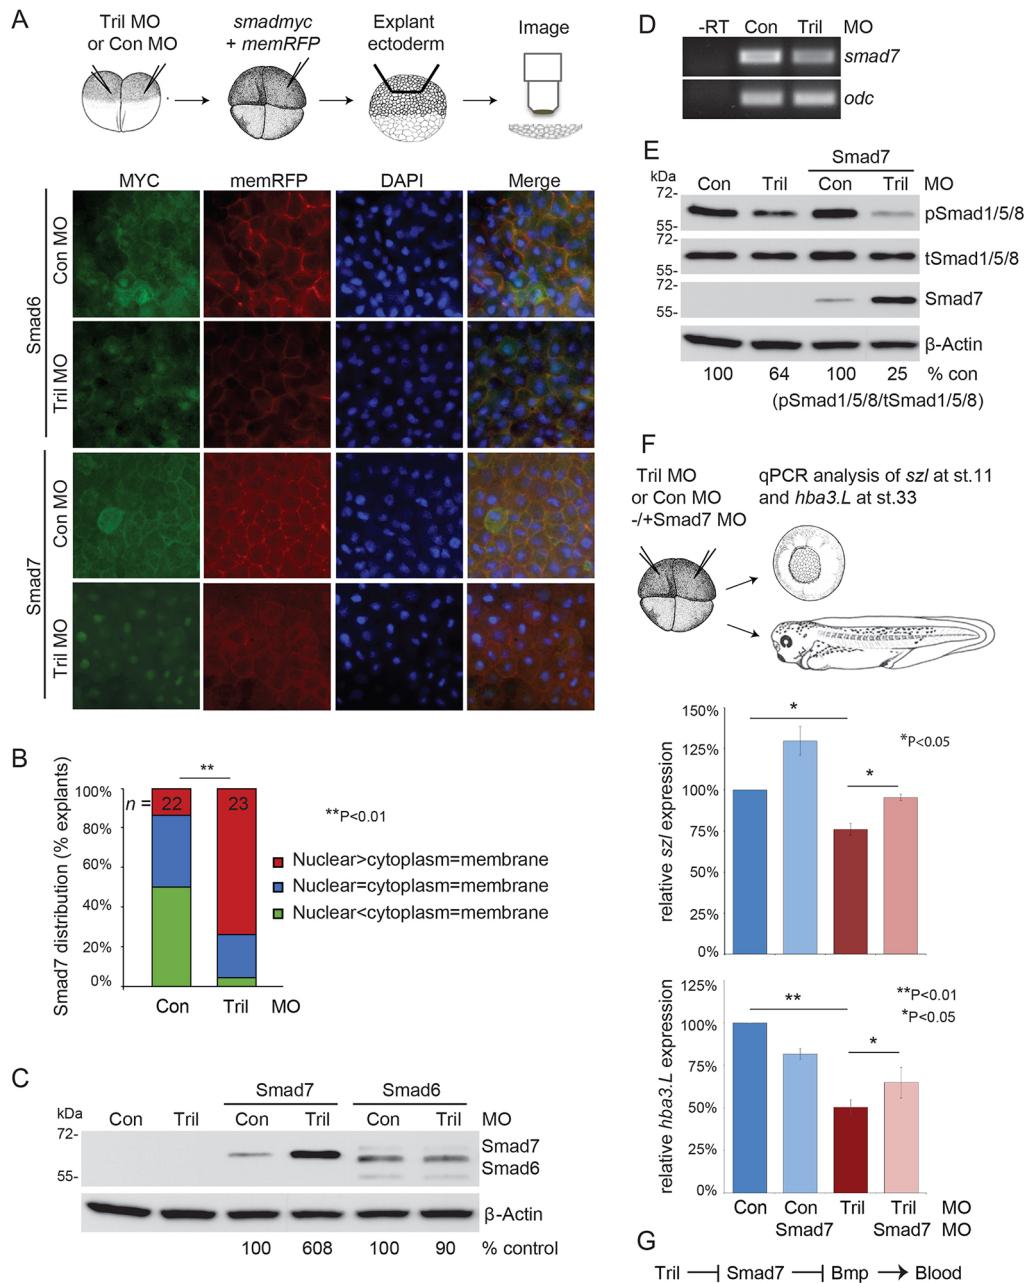 A
Tril MO
or Con MO
smadmyc
+ memRFP
Explant
ectoderm
Image
MYC
memRFP
DAPI
Merge
Smad6
Con MO
Tril MO
Smad7
Con MO
Tril MO
B
Smad7 distribution (% explants)
100%
80%
60%
40%
20%
0%
n = 22
23
**
**P<0.01
Nuclear>cytoplasm=membrane
Nuclear=cytoplasm=membrane
Nuclear<cytoplasm=membrane
Con Tril MO
C
Smad7 Smad6
kDa Con Tril Con Tril Con Tril MO
72-
55-
Smad7
Smad6
β-Actin
100 608 100 90 % control
D
-RT Con Tril MO
smad7
odc
E
Smad7
kDa Con Tril Con Tril MO
72-
55-
pSmad1/5/8
72-
55-
tSmad1/5/8
72-
55-
Smad7
β-Actin
100 64 100 25 % con
(pSmad1/5/8/tSmad1/5/8)
F
Tril MO
or Con MO
-/+Smad7 MO
qPCR analysis of szl at st.11
and hba3.L at st.33
relative szl expression
150%
125%
100%
75%
50%
25%
0%
*
*
*P<0.05
relative hba3.L expression
125%
100%
75%
50%
25%
0%
**
*
**P<0.01
*P<0.05
Con Con Tril Tril MO
Smad7 Smad7 MO
G
Tril Smad7 Bmp Blood